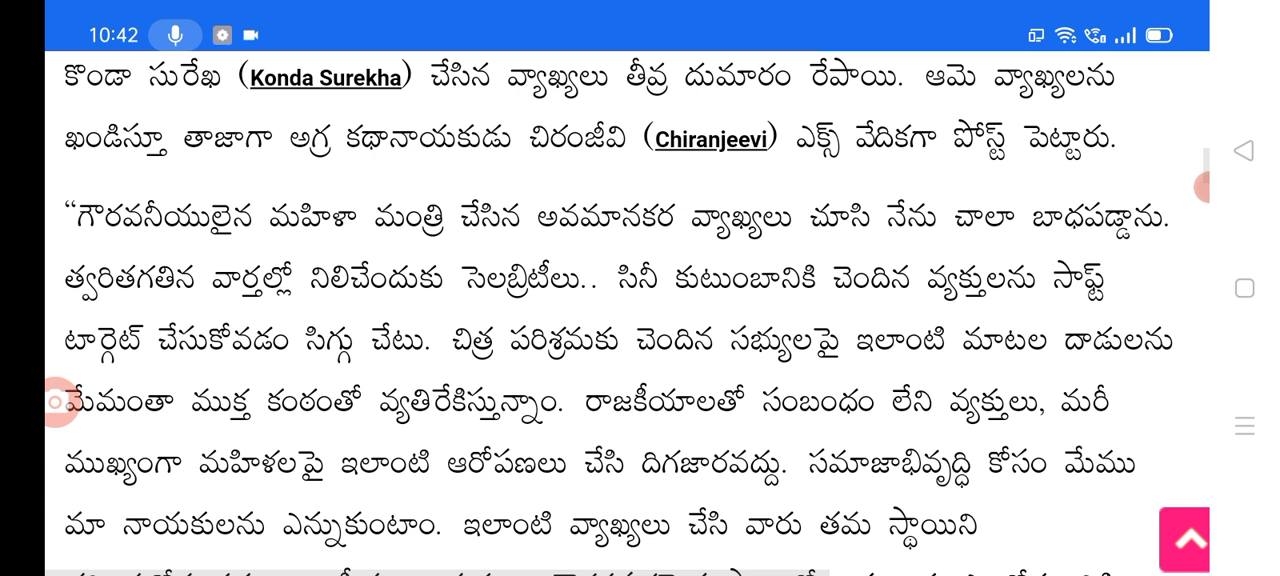 10:42
కొండా సురేఖ (Konda Surekha) చేసిన వ్యాఖ్యలు తీవ్ర దుమారం రేపాయి. ఆమె వ్యాఖ్యలను
ఖండిస్తూ తాజాగా అగ్ర కథానాయకుడు చిరంజీవి (Chiranjeevi) ఎక్స్ వేదికగా పోస్ట్ పెట్టారు.
“గౌరవనీయులైన మహిళా మంత్రి చేసిన అవమానకర వ్యాఖ్యలు చూసి నేను చాలా బాధపడ్డాను.
త్వరితగతిన వార్తల్లో నిలిచేందుకు సెలబ్రిటీలు.. సినీ కుటుంబానికి చెందిన వ్యక్తులను సాఫ్ట్
టార్గెట్ చేసుకోవడం సిగ్గు చేటు. చిత్ర పరిశ్రమకు చెందిన సభ్యులపై ఇలాంటి మాటల దాడులను
మేమంతా ముక్త కంఠంతో వ్యతిరేకిస్తున్నాం. రాజకీయాలతో సంబంధం లేని వ్యక్తులు, మరీ
ముఖ్యంగా మహిళలపై ఇలాంటి ఆరోపణలు చేసి దిగజారవద్దు. సమాజాభివృద్ధి కోసం మేము
మా నాయకులను ఎన్నుకుంటాం. ఇలాంటి వ్యాఖ్యలు చేసి వారు తమ స్థాయిని